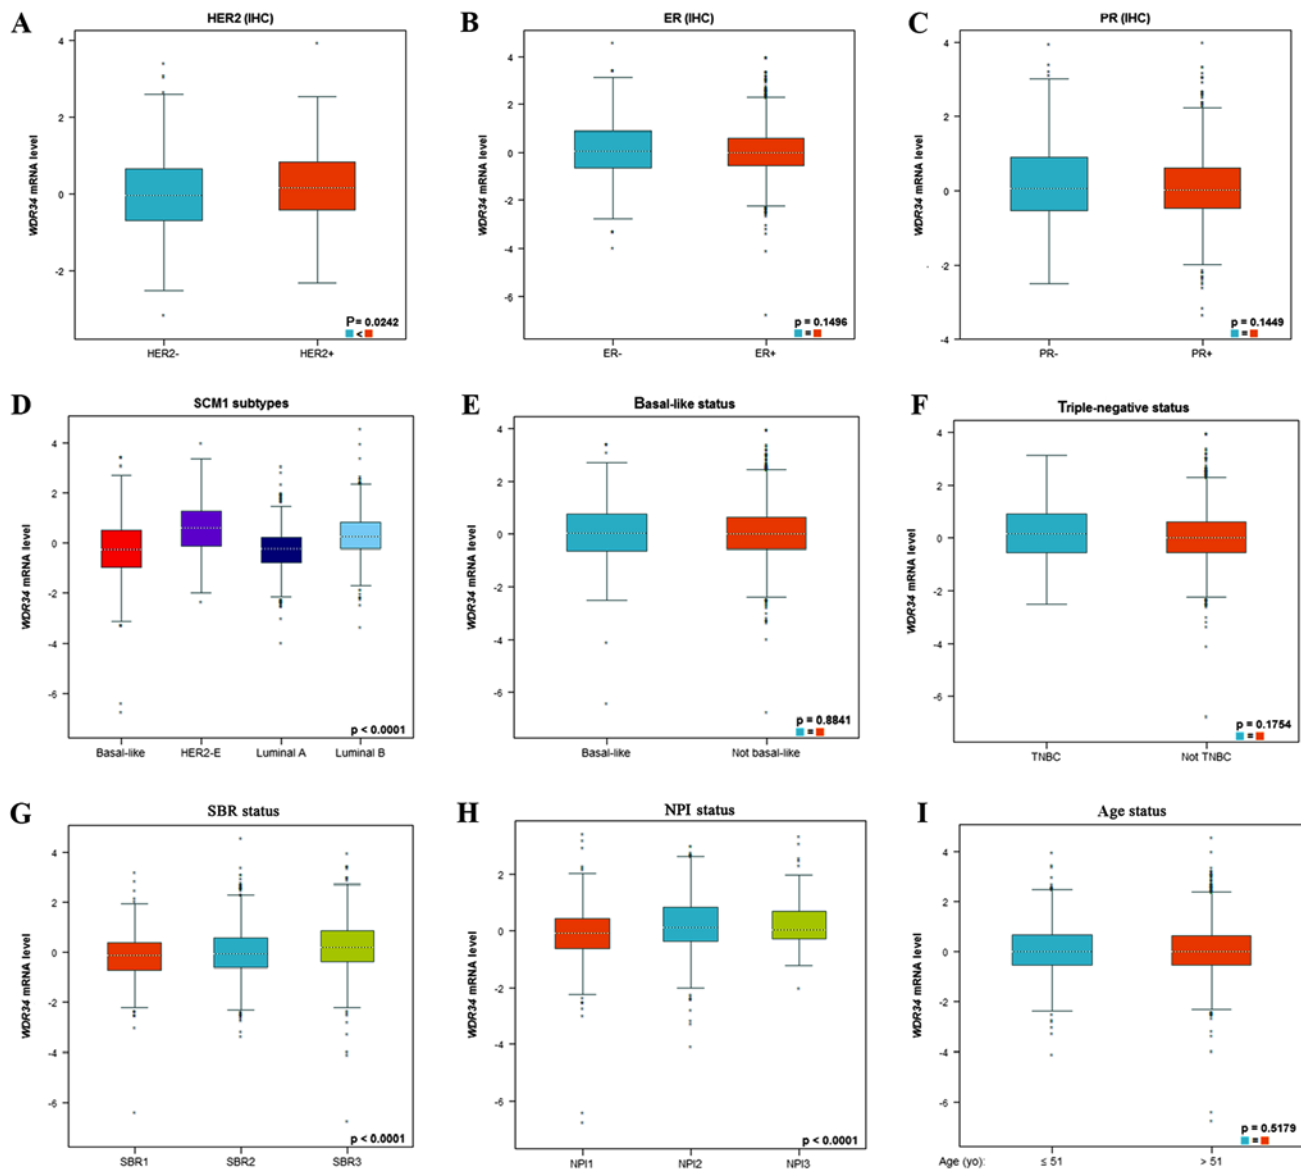 A
HER2 (IHC)
WDR34 mRNA level
4
2
0
-2
P = 0.0242
<
HER2-
HER2+
B
ER (IHC)
WDR34 mRNA level
4
2
0
-2
-4
-6
p = 0.1496
=
ER-
ER+
C
PR (IHC)
WDR34 mRNA level
4
2
0
-2
-4
p = 0.1449
=
PR-
PR+
D
SCM1 subtypes
WDR34 mRNA level
4
2
0
-2
-4
-6
p < 0.0001
Basal-like
HER2-E
Luminal A
Luminal B
E
Basal-like status
WDR34 mRNA level
4
2
0
-2
-4
-6
p = 0.8841
=
Basal-like
Not basal-like
F
Triple-negative status
WDR34 mRNA level
4
2
0
-2
-4
-6
p = 0.1754
=
TNBC
Not TNBC
G
SBR status
WDR34 mRNA level
4
2
0
-2
-4
-6
p < 0.0001
SBR1
SBR2
SBR3
H
NPI status
WDR34 mRNA level
4
2
0
-2
-4
-6
p < 0.0001
NPI1
NPI2
NPI3
I
Age status
WDR34 mRNA level
4
2
0
-2
-4
-6
p = 0.5179
=
Age (yo):
≤ 51
> 51